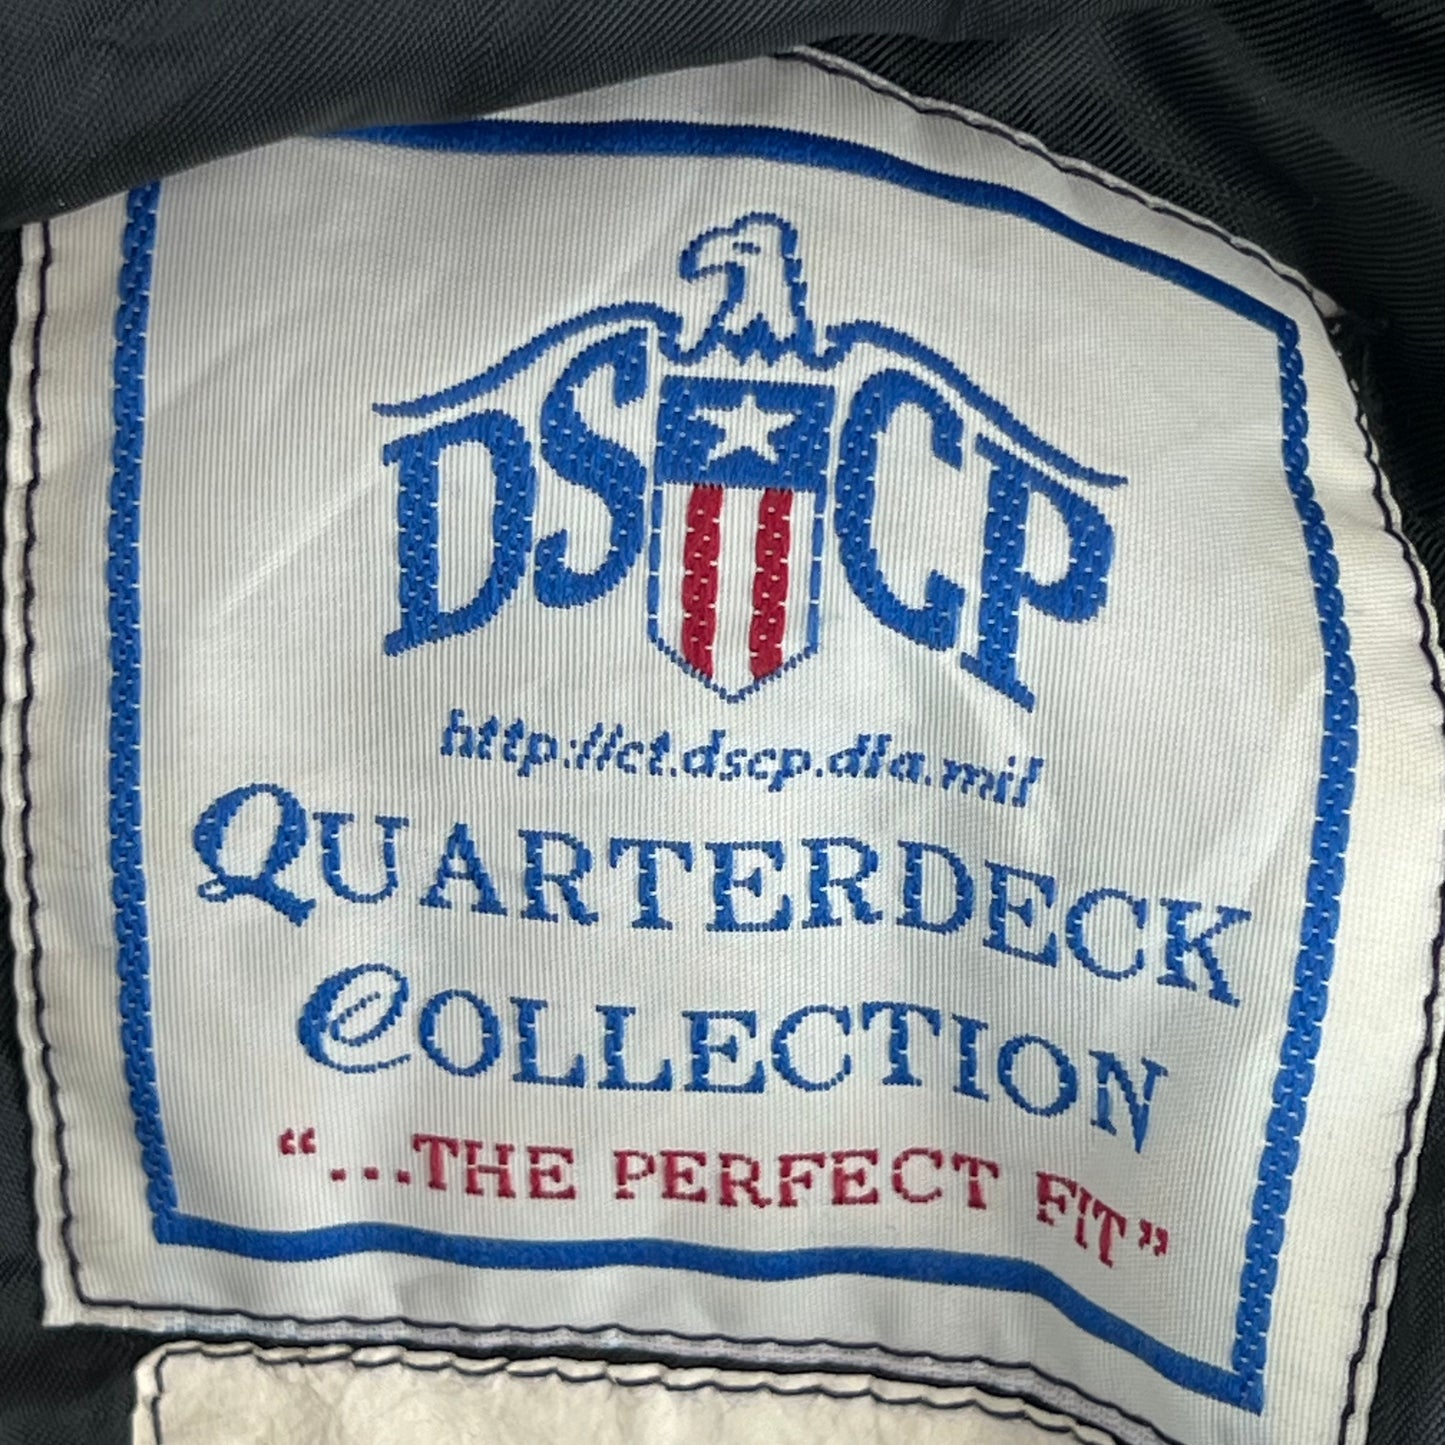 DSCP
http://ct.dscp.dla.mil
QUARTERDECK
COLLECTION
"...THE PERFECT FIT"